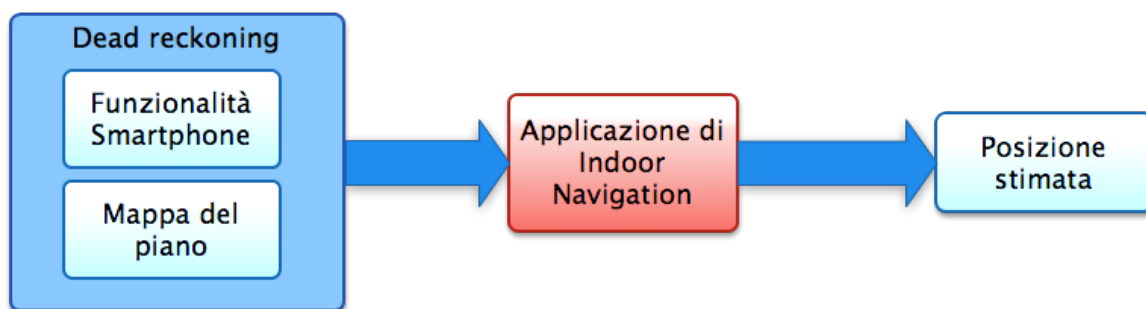 Dead reckoning
Funzionalità
Smartphone
Mappa del
piano
Applicazione di
Indoor
Navigation
Posizione
stimata